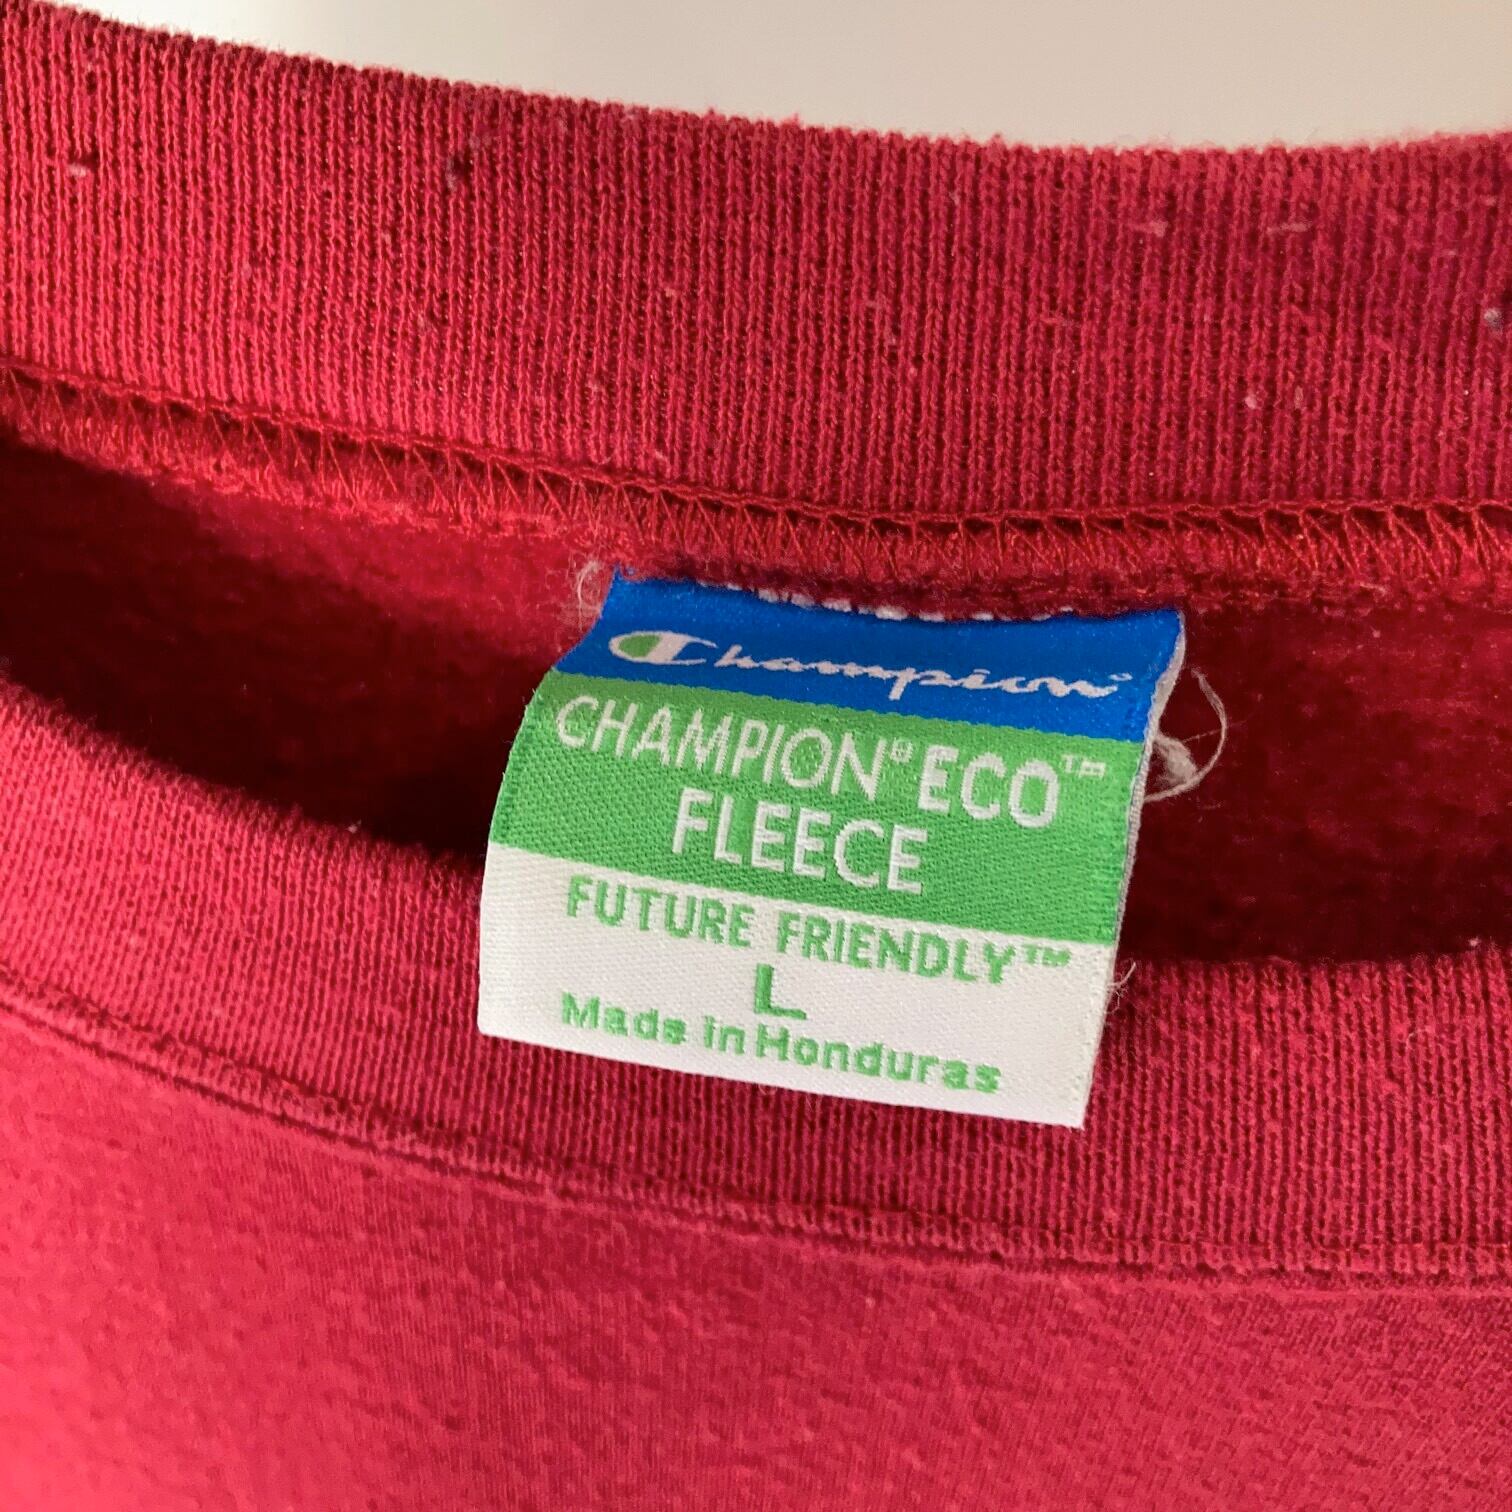 Champion®
CHAMPION® ECO™
FLEECE
FUTURE FRIENDLY™
L
Made in Honduras